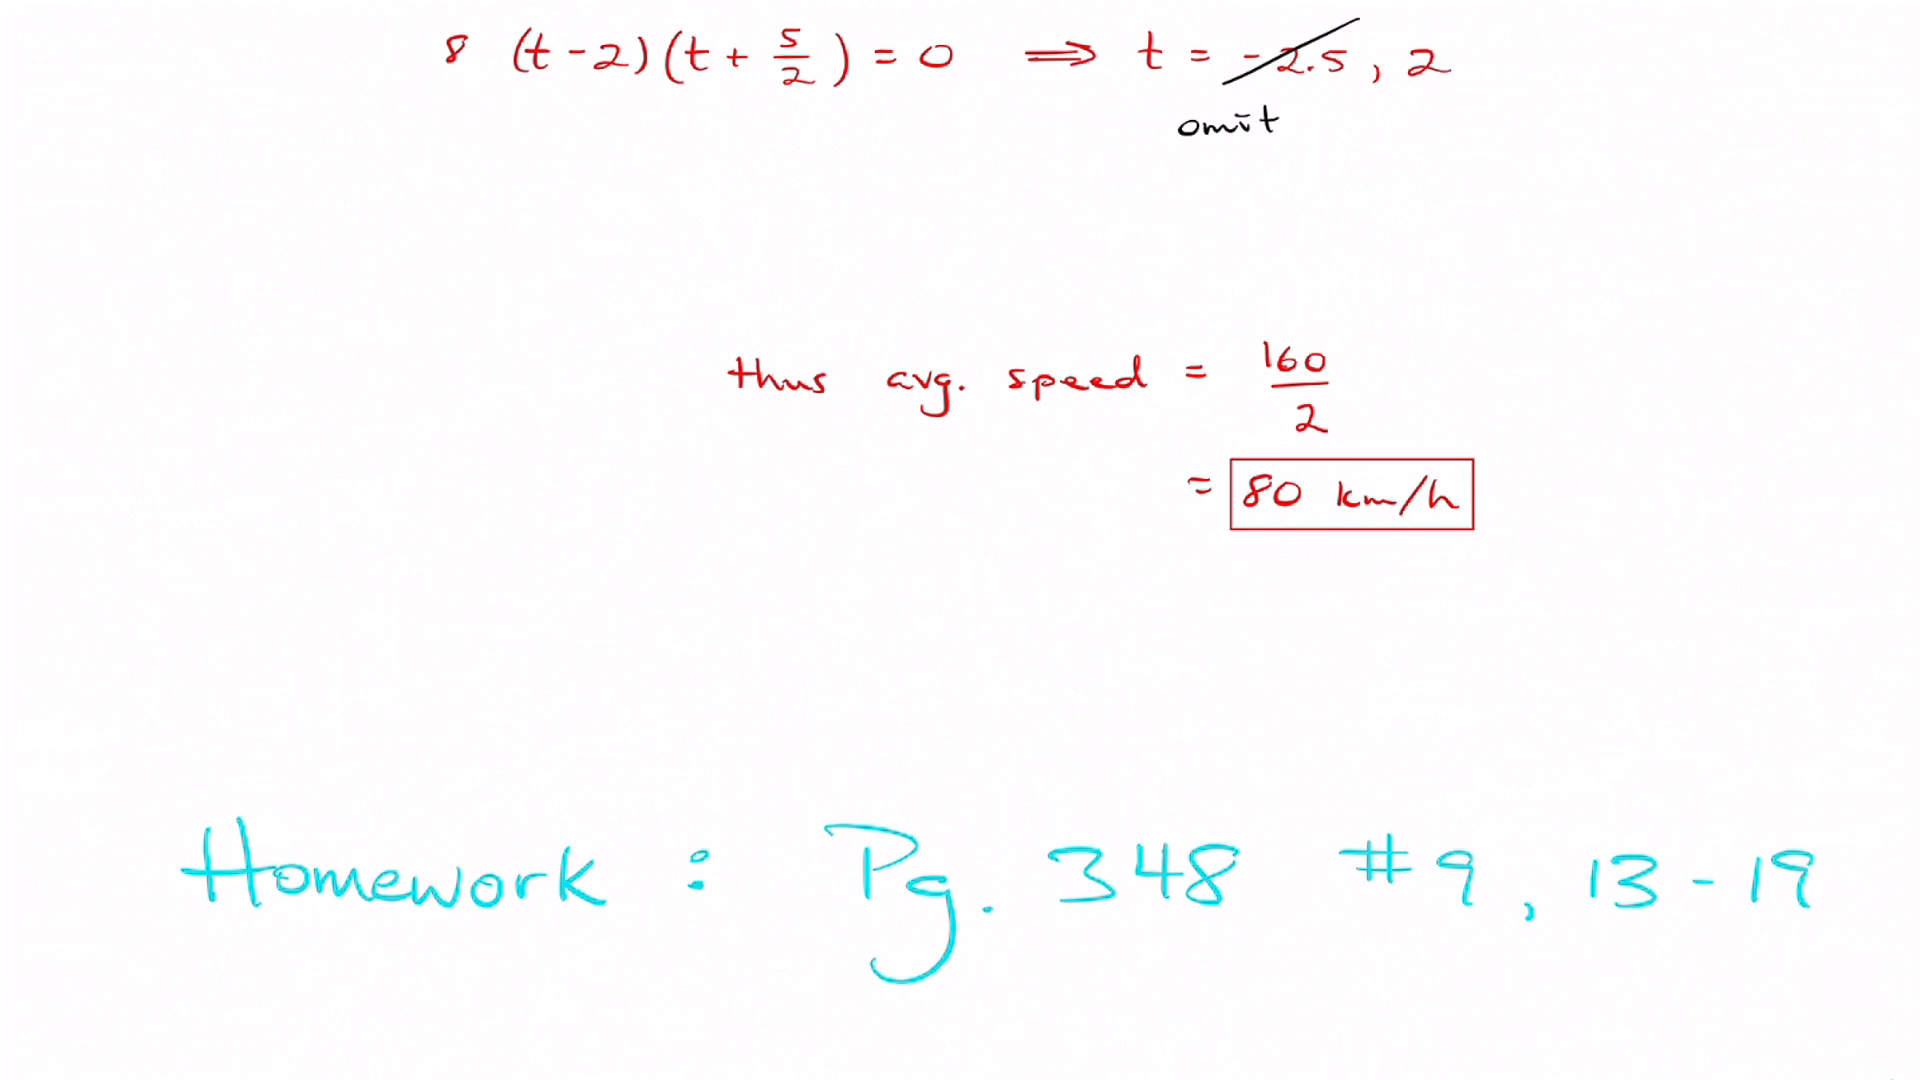 8 (t - 2)(t + 5/2) = 0 ⟹ t = -2.5, 2
omit
thus avg. speed = 160/2
= 80 km/h
Homework : Pg. 348 #9, 13 - 19